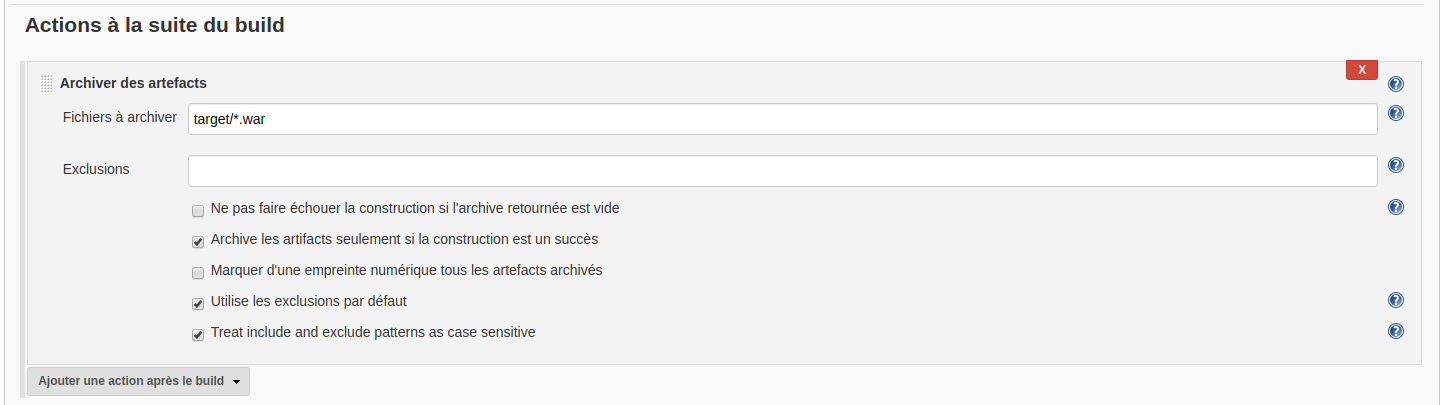 Actions à la suite du build
X
Archiver des artefacts
?
Fichiers à archiver target/*.war ?
Exclusions ?
Ne pas faire échouer la construction si l'archive retournée est vide ?
Archive les artifacts seulement si la construction est un succès
Marquer d'une empreinte numérique tous les artefacts archivés
Utilise les exclusions par défaut ?
Treat include and exclude patterns as case sensitive ?
Ajouter une action après le build